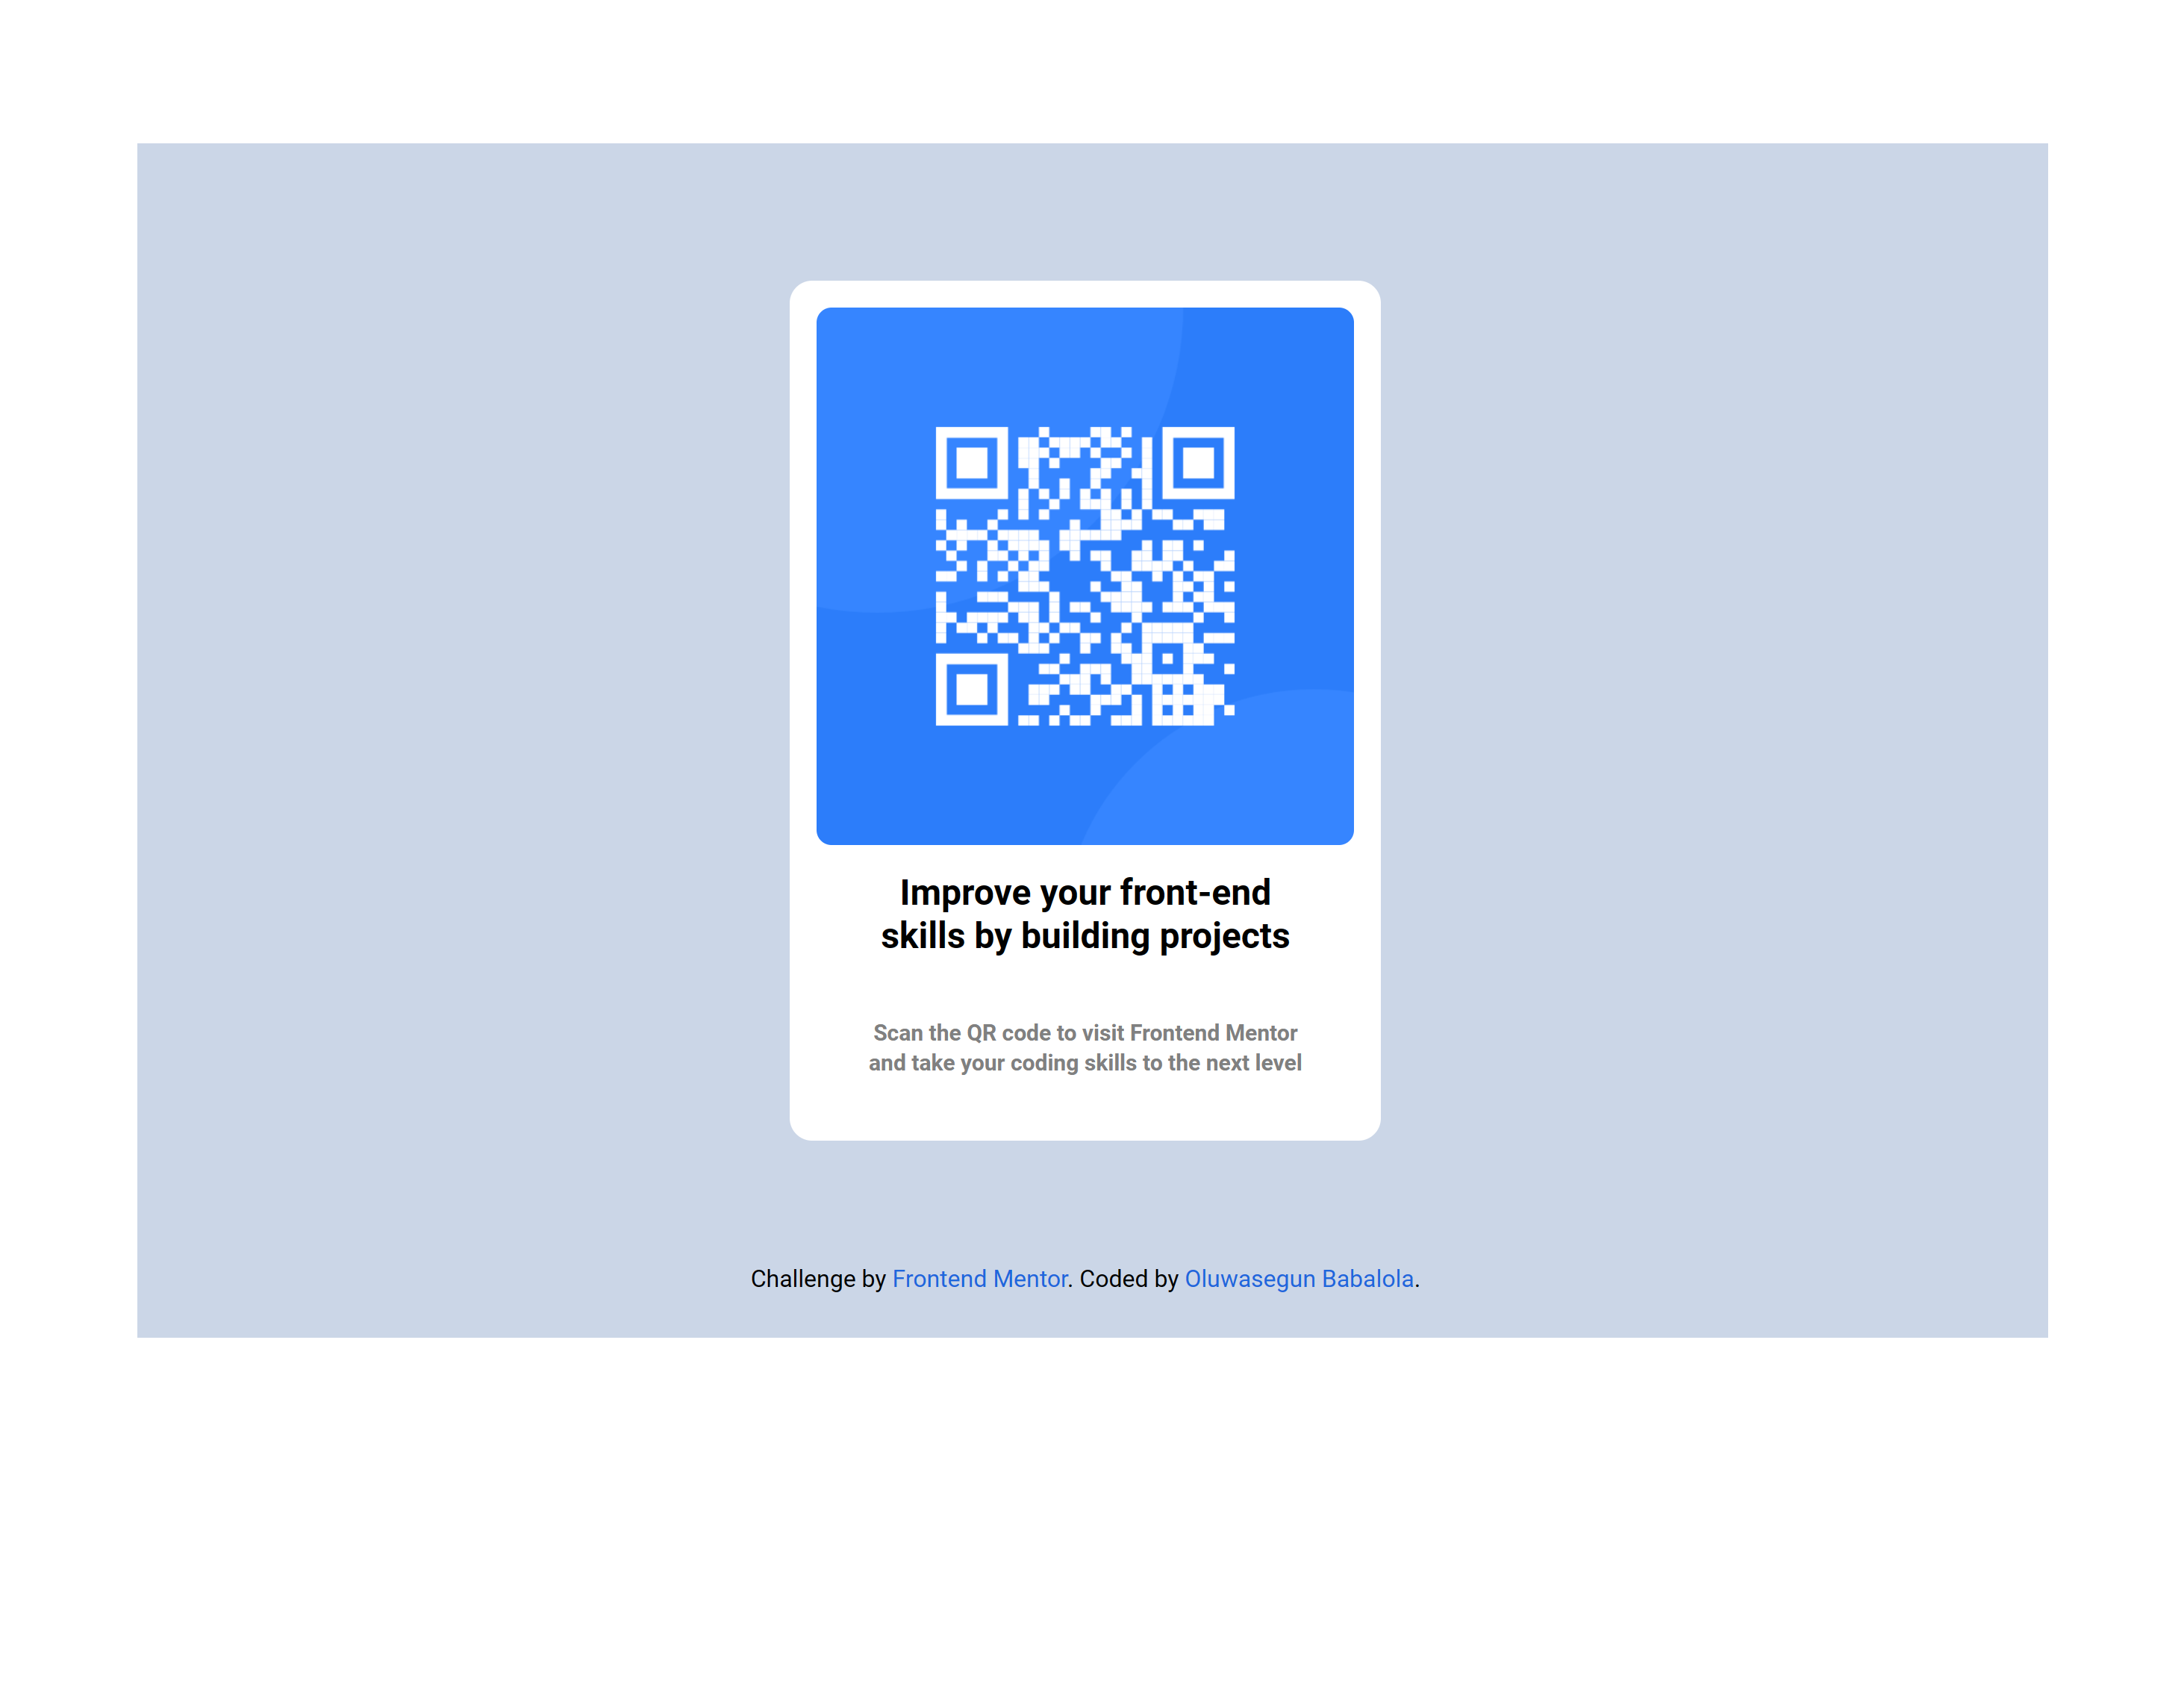 Improve your front-end
skills by building projects
Scan the QR code to visit Frontend Mentor
and take your coding skills to the next level
Challenge by Frontend Mentor. Coded by Oluwasegun Babalola.